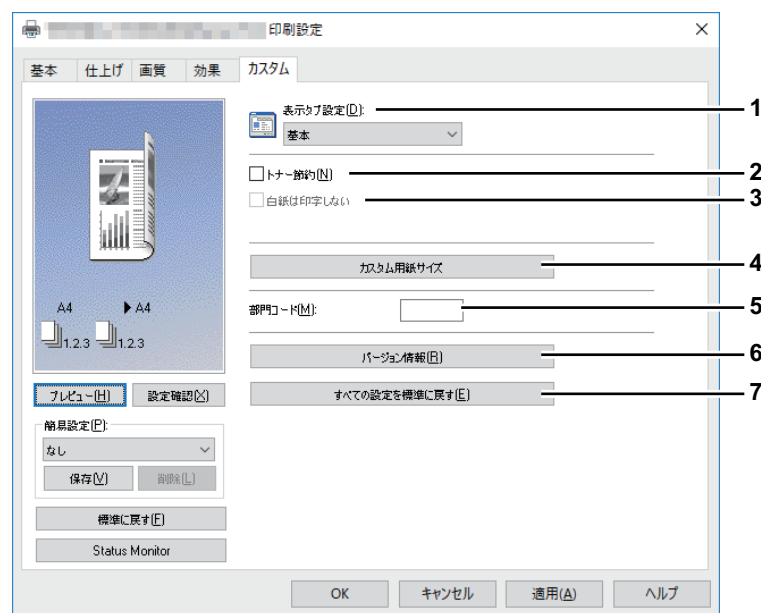 印刷設定
基本 仕上げ 画質 効果 カスタム
表示タブ設定(D):
基本
1
トナー節約(N)
2
白紙は印字しない
3
カスタム用紙サイズ
4
部門コード(M):
5
バージョン情報(R)
6
すべての設定を標準に戻す(E)
7
A4 A4
1.2.3 1.2.3
プレビュー(H) 設定確認(X)
簡易設定(P):
なし
保存(V) 削除(L)
標準に戻す(F)
Status Monitor
OK キャンセル 適用(A) ヘルプ